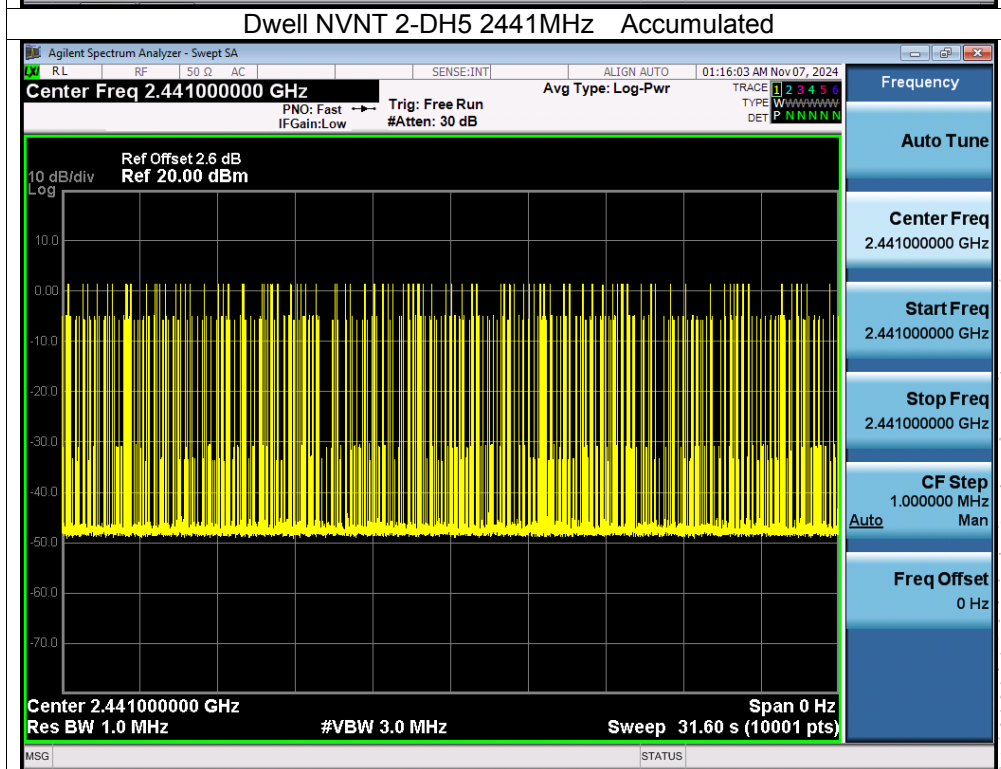 Dwell NVNT 2-DH5 2441MHz Accumulated
Agilent Spectrum Analyzer - Swept SA
LXI RL RF 50 Ω AC SENSE:INT ALIGN AUTO 01:16:03 AM Nov 07, 2024
Center Freq 2.441000000 GHz
PNO: Fast
IFGain:Low
Trig: Free Run
#Atten: 30 dB
Avg Type: Log-Pwr
TRACE 1 2 3 4 5 6
TYPE WWWWWWW
DET P N N N N N
Ref Offset 2.6 dB
10 dB/div Ref 20.00 dBm
Log
10.0
0.00
-10.0
-20.0
-30.0
-40.0
-50.0
-60.0
-70.0
Center 2.441000000 GHz Span 0 Hz
Res BW 1.0 MHz #VBW 3.0 MHz Sweep 31.60 s (10001 pts)
MSG STATUS
Frequency
Auto Tune
Center Freq
2.441000000 GHz
Start Freq
2.441000000 GHz
Stop Freq
2.441000000 GHz
CF Step
1.000000 MHz
Auto Man
Freq Offset
0 Hz